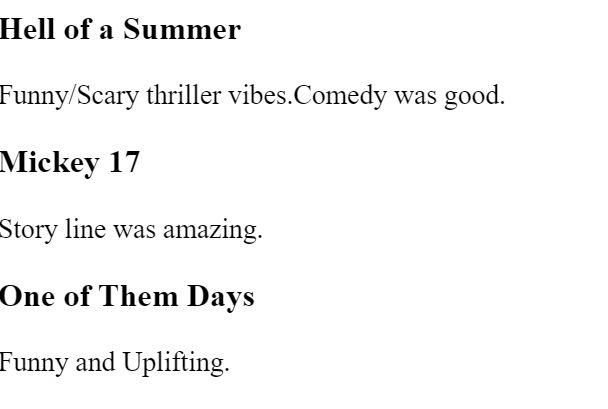 Hell of a Summer
Funny/Scary thriller vibes.Comedy was good.
Mickey 17
Story line was amazing.
One of Them Days
Funny and Uplifting.